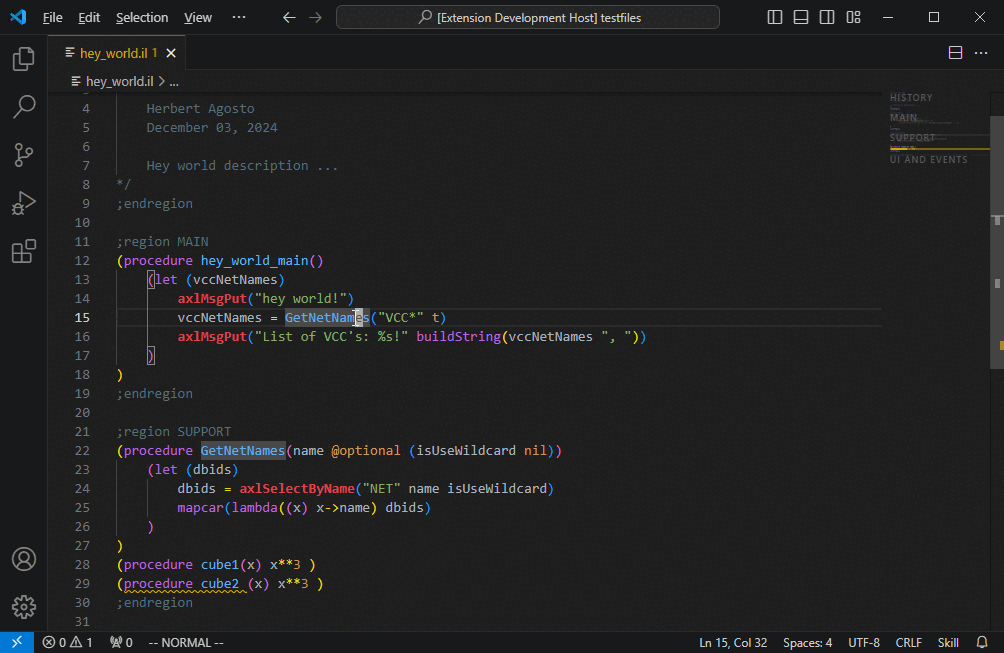 File Edit Selection View ··· [Extension Development Host] testfiles
hey_world.il 1
hey_world.il > ...
4 Herbert Agosto
5 December 03, 2024
6
7 Hey world description ...
8 */
9 ;endregion
10
11 ;region MAIN
12 (procedure hey_world_main()
13 (let (vccNetNames)
14 axlMsgPut("hey world!")
15 vccNetNames = GetNetNames("VCC*" t)
16 axlMsgPut("List of VCC's: %s!" buildString(vccNetNames ", "))
17 )
18 )
19 ;endregion
20
21 ;region SUPPORT
22 (procedure GetNetNames(name @optional (isUseWildcard nil))
23 (let (dbids)
24 dbids = axlSelectByName("NET" name isUseWildcard)
25 mapcar(lambda((x) x->name) dbids)
26 )
27 )
28 (procedure cube1(x) x**3 )
29 (procedure cube2 (x) x**3 )
30 ;endregion
31
HISTORY
MAIN
SUPPORT
UI AND EVENTS
0 1 0 -- NORMAL -- Ln 15, Col 32 Spaces: 4 UTF-8 CRLF Skill